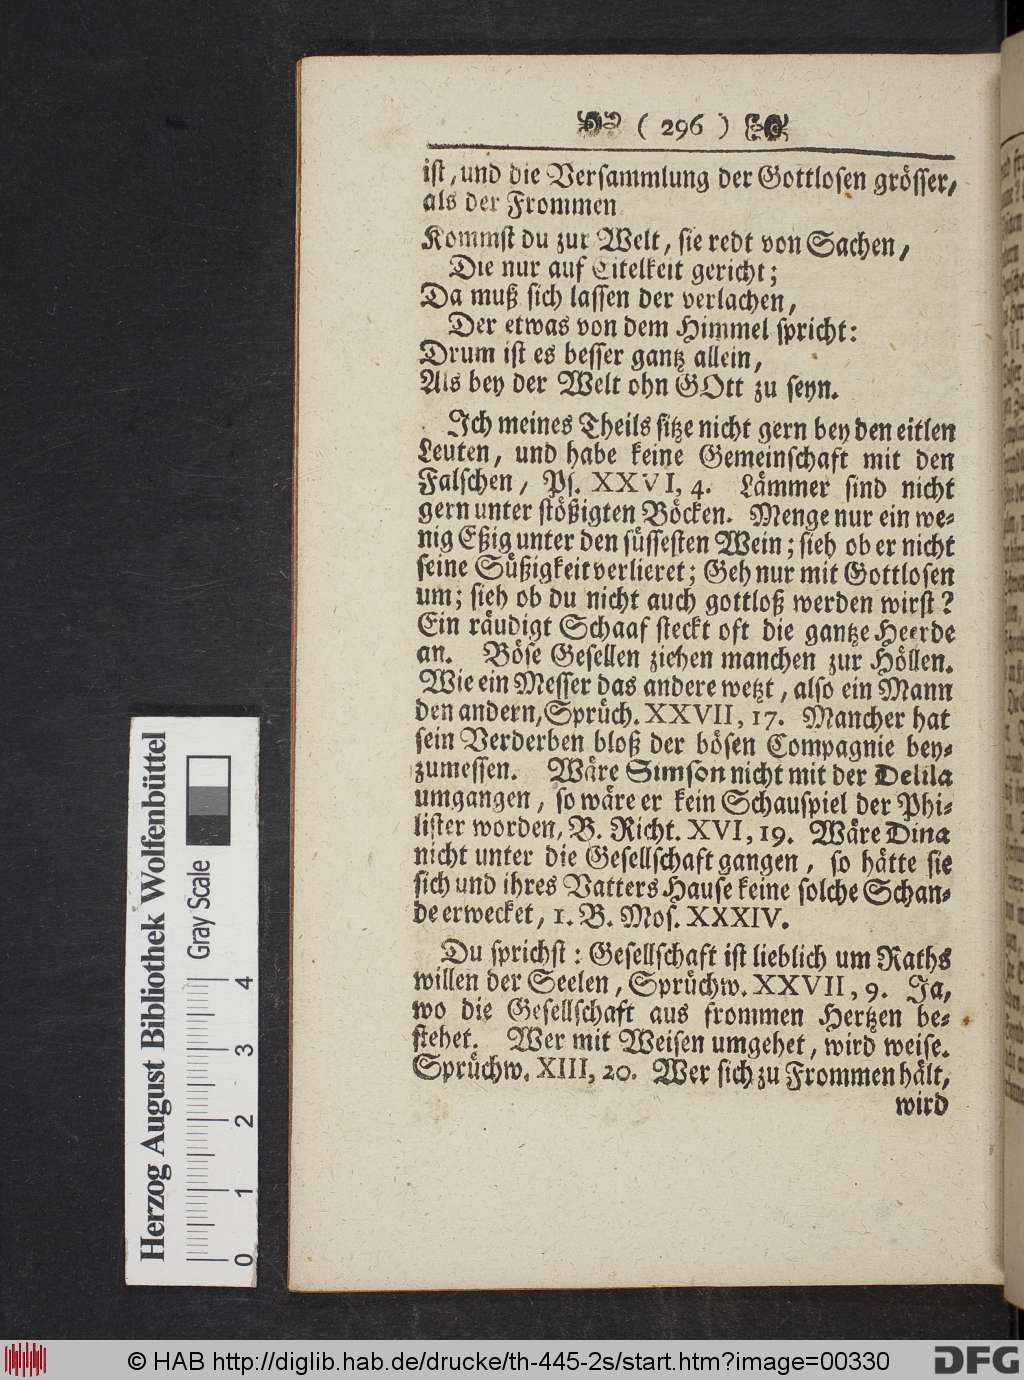 ( 296 )
ist, und die Versammlung der Gottlosen grösser,
als der Frommen
Kommst du zur Welt, sie redt von Sachen,
Die nur auf Eitelkeit gericht;
Da muß sich lassen der verlachen,
Der etwas von dem Himmel spricht:
Drum ist es besser gantz allein,
Als bey der Welt ohn GOtt zu seyn.
Ich meines Theils sitze nicht gern bey den eitlen
Leuten, und habe keine Gemeinschaft mit den
Falschen, Ps. XXVI, 4. Lämmer sind nicht
gern unter stößigten Böcken. Menge nur ein we-
nig Eßig unter den süssesten Wein; sieh ob er nicht
seine Süßigkeit verlieret; Geh nur mit Gottlosen
um; sieh ob du nicht auch gottloß werden wirst?
Ein räudigt Schaaf steckt oft die gantze Heerde
an. Böse Gesellen ziehen manchen zur Höllen.
Wie ein Messer das andere wetzt, also ein Mann
den andern, Sprüch. XXVII, 17. Mancher hat
sein Verderben bloß der bösen Compagnie bey-
zumessen. Wäre Simson nicht mit der Delila
umgangen, so wäre er kein Schauspiel der Phi-
lister worden, B. Richt. XVI, 19. Wäre Dina
nicht unter die Gesellschaft gangen, so hätte sie
sich und ihres Vatters Hause keine solche Schan-
de erwecket, 1. B. Mos. XXXIV.
Du sprichst: Gesellschaft ist lieblich um Raths
willen der Seelen, Sprüchw. XXVII, 9. Ja,
wo die Gesellschaft aus frommen Hertzen be-
stehet. Wer mit Weisen umgehet, wird weise.
Sprüchw. XIII, 20. Wer sich zu Frommen hält,
wird
Herzog August Bibliothek Wolfenbüttel
Gray Scale
0 1 2 3 4
© HAB http://diglib.hab.de/drucke/th-445-2s/start.htm?image=00330
DFG